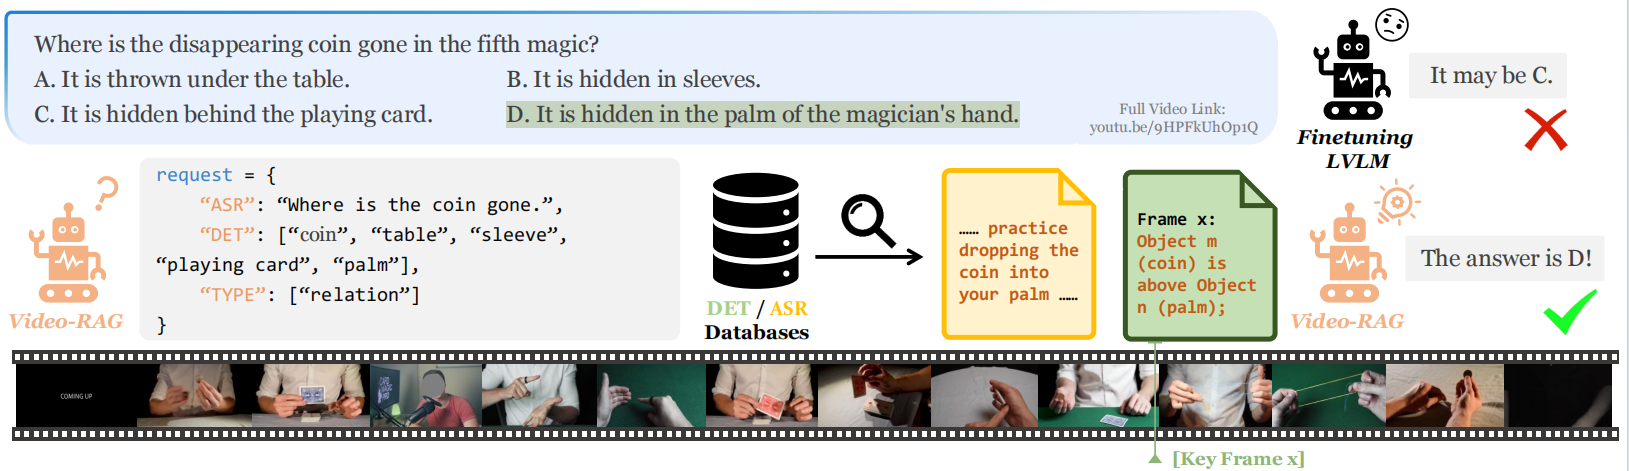 Where is the disappearing coin gone in the fifth magic?
A. It is thrown under the table.
B. It is hidden in sleeves.
C. It is hidden behind the playing card.
D. It is hidden in the palm of the magician's hand.
Full Video Link:
youtu.be/9HPFkUhOp1Q
It may be C.
Finetuning
LVLM
?
Video-RAG
request = {
“ASR”: “Where is the coin gone.”,
“DET”: [“coin”, “table”, “sleeve”,
“playing card”, “palm”],
“TYPE”: [“relation”]
}
DET / ASR
Databases
…… practice
dropping the
coin into
your palm ……
Frame x:
Object m
(coin) is
above Object
n (palm);
The answer is D!
Video-RAG
COMING UP
[Key Frame x]